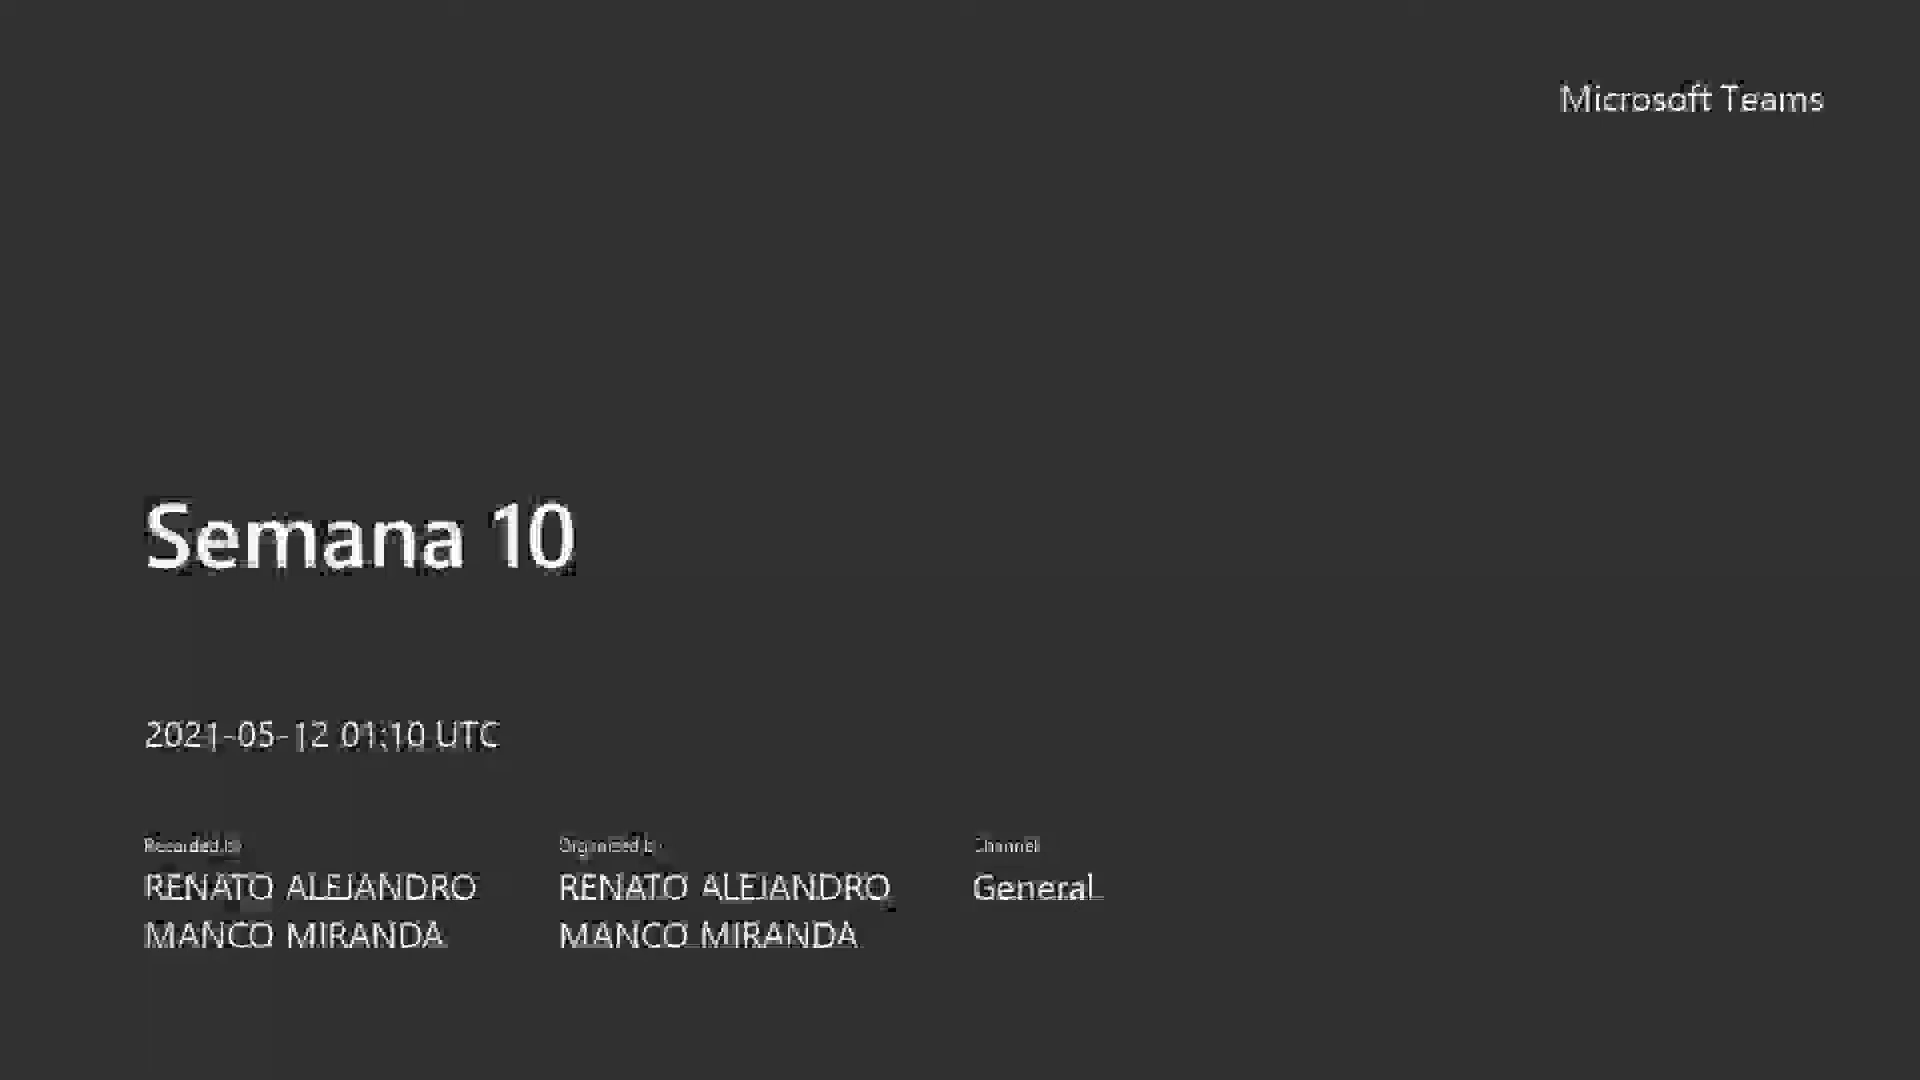 Microsoft Teams
Semana 10
2021-05-12 01:10 UTC
Recorded by
Organized by
Channel
RENATO ALEJANDRO
MANCO MIRANDA
RENATO ALEJANDRO
MANCO MIRANDA
General